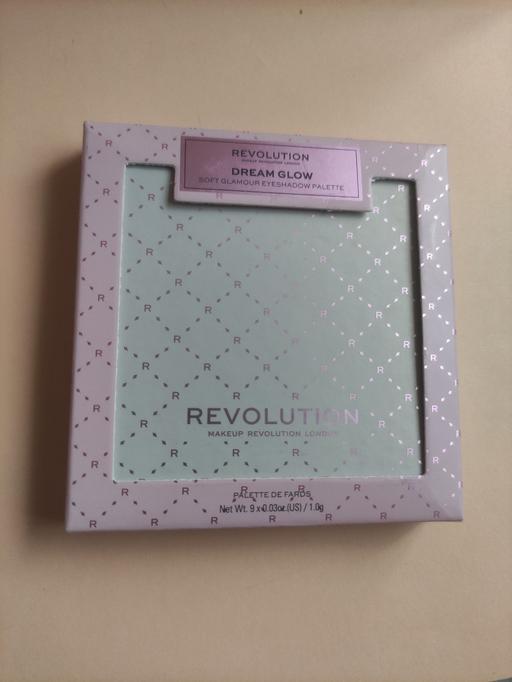 REVOLUTION
MAKEUP REVOLUTION LONDON
DREAM GLOW
SOFT GLAMOUR EYESHADOW PALETTE
REVOLUTION
MAKEUP REVOLUTION LONDON
PALETTE DE FARDS
Net Wt. 9 x 0.03oz.(US) / 1.0g